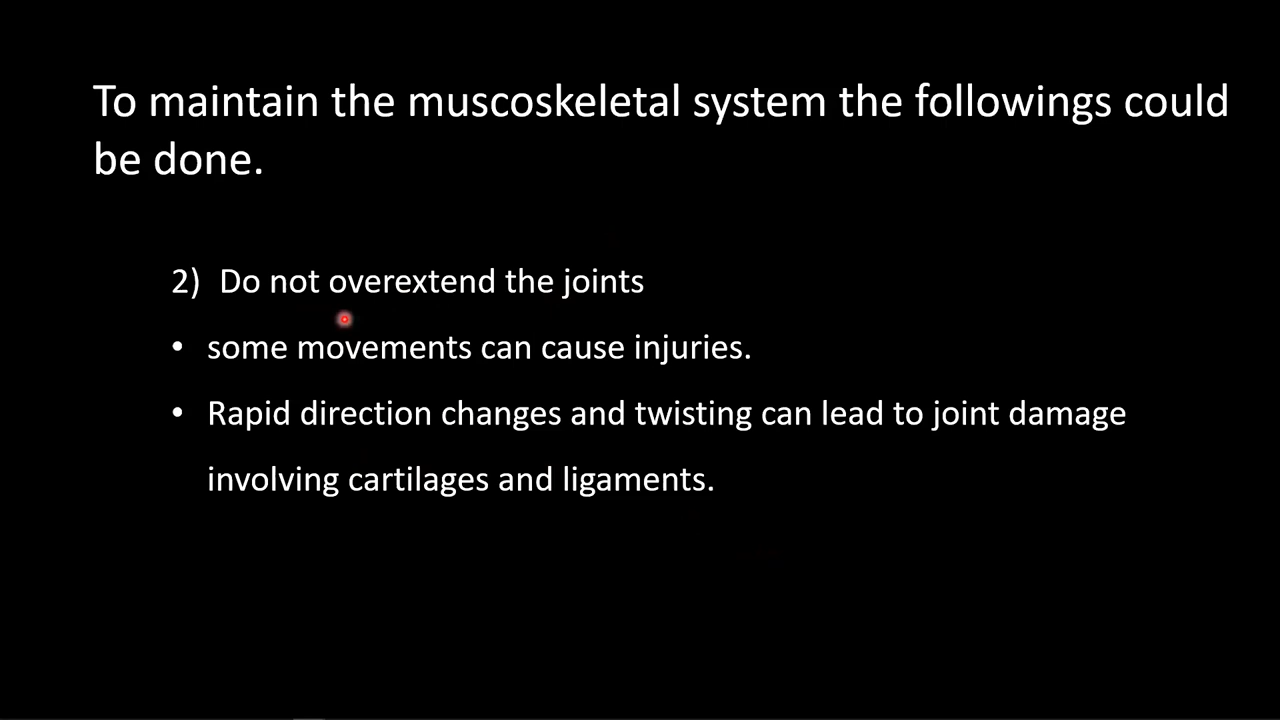 To maintain the muscoskeletal system the followings could
be done.
2) Do not overextend the joints
• some movements can cause injuries.
• Rapid direction changes and twisting can lead to joint damage
involving cartilages and ligaments.